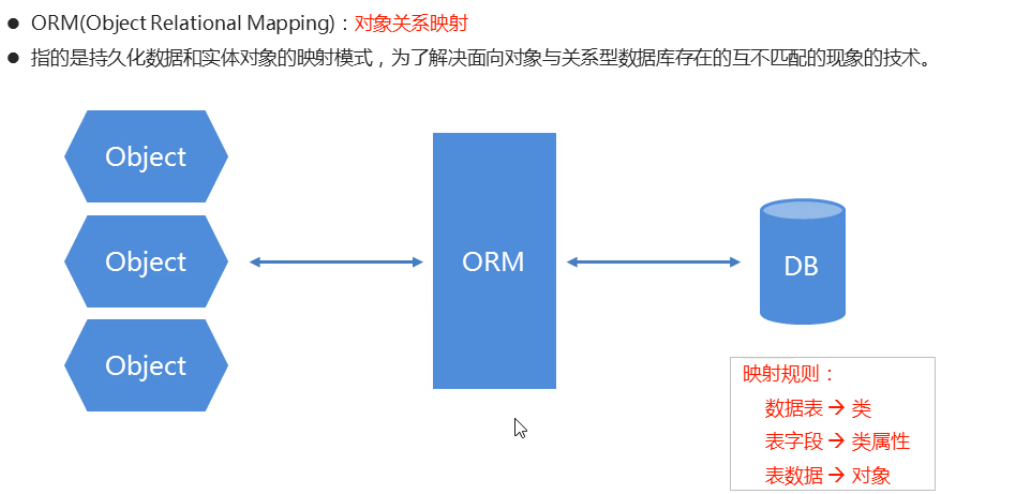 ● ORM(Object Relational Mapping)：对象关系映射
● 指的是持久化数据和实体对象的映射模式，为了解决面向对象与关系型数据库存在的互不匹配的现象的技术。
Object
Object
Object
ORM
DB
映射规则：
数据表→ 类
表字段→ 类属性
表数据→ 对象